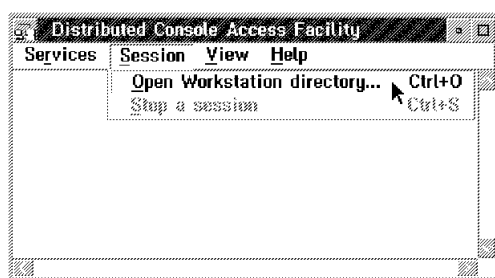 Distributed Console Access Facility
Services Session View Help
Open Workstation directory... Ctrl+O
Stop a session Ctrl+S